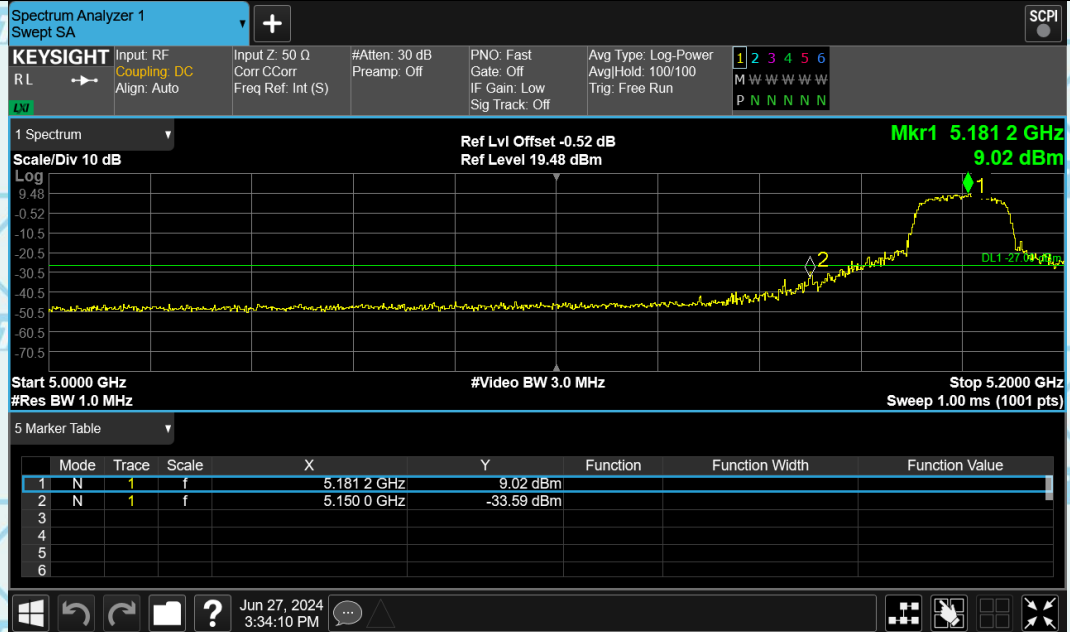 Spectrum Analyzer 1
Swept SA
+
SCPI
KEYSIGHT
RL
LXI
Input: RF
Coupling: DC
Align: Auto
Input Z: 50 Ω
Corr CCorr
Freq Ref: Int (S)
#Atten: 30 dB
Preamp: Off
PNO: Fast
Gate: Off
IF Gain: Low
Sig Track: Off
Avg Type: Log-Power
Avg|Hold: 100/100
Trig: Free Run
1 2 3 4 5 6
M W W W W W
P N N N N N
1 Spectrum
Scale/Div 10 dB
Ref Lvl Offset -0.52 dB
Ref Level 19.48 dBm
Mkr1 5.181 2 GHz
9.02 dBm
Log
9.48
-0.52
-10.5
-20.5
-30.5
-40.5
-50.5
-60.5
-70.5
1
2
DL1 -27.00 dBm
Start 5.0000 GHz
#Res BW 1.0 MHz
#Video BW 3.0 MHz
Stop 5.2000 GHz
Sweep 1.00 ms (1001 pts)
5 Marker Table
Mode Trace Scale X Y Function Function Width Function Value
1 N 1 f 5.181 2 GHz 9.02 dBm
2 N 1 f 5.150 0 GHz -33.59 dBm
3
4
5
6
?
Jun 27, 2024
3:34:10 PM